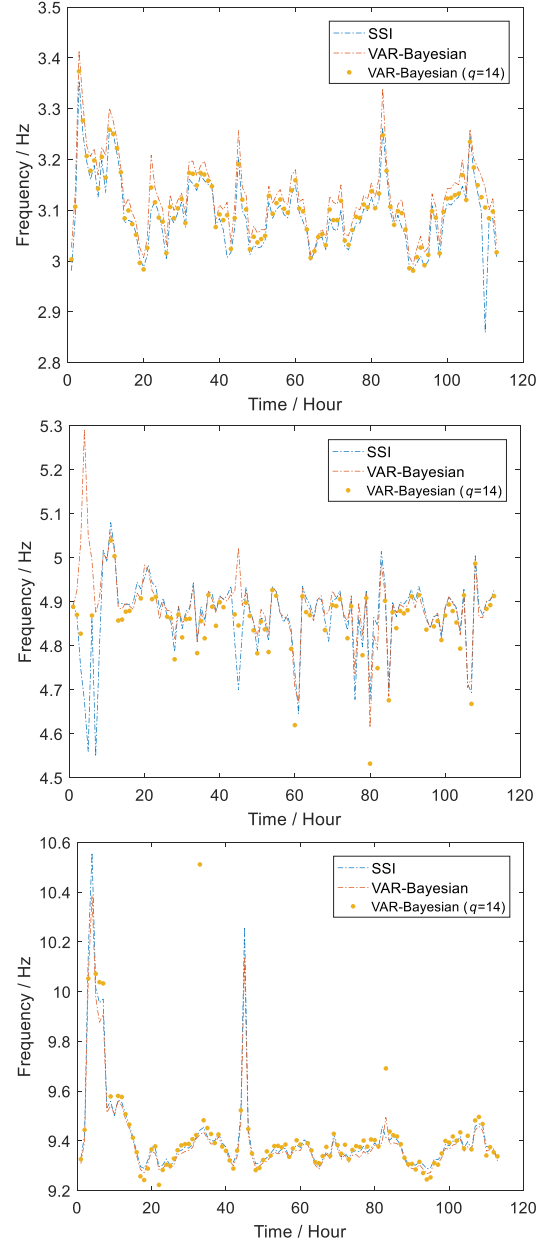 3.5
3.4
3.3
3.2
3.1
3
2.9
2.8
Frequency / Hz
SSI
VAR-Bayesian
VAR-Bayesian (q=14)
0 20 40 60 80 100 120
Time / Hour
5.3
5.2
5.1
5
4.9
4.8
4.7
4.6
4.5
Frequency / Hz
SSI
VAR-Bayesian
VAR-Bayesian (q=14)
0 20 40 60 80 100 120
Time / Hour
10.6
10.4
10.2
10
9.8
9.6
9.4
9.2
Frequency / Hz
SSI
VAR-Bayesian
VAR-Bayesian (q=14)
0 20 40 60 80 100 120
Time / Hour